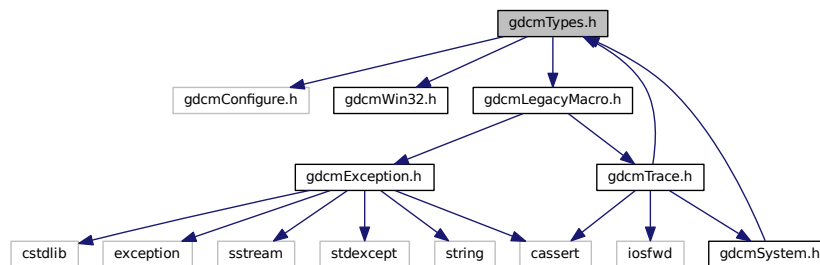 gdcmTypes.h
gdcmConfigure.h
gdcmWin32.h
gdcmLegacyMacro.h
gdcmException.h
gdcmTrace.h
cstdlib
exception
sstream
stdexcept
string
cassert
iosfwd
gdcmSystem.h